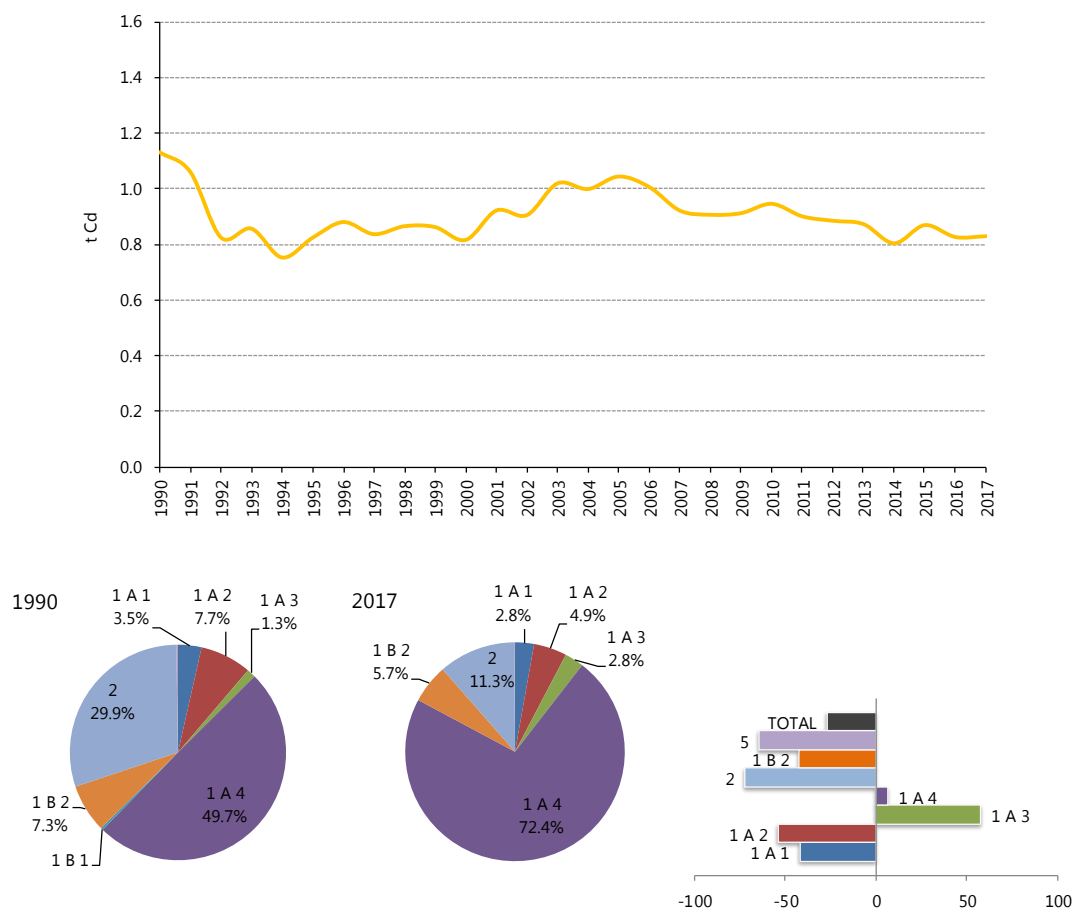 1.6
1.4
1.2
1.0
0.8
0.6
0.4
0.2
0.0
t Cd
1990
1991
1992
1993
1994
1995
1996
1997
1998
1999
2000
2001
2002
2003
2004
2005
2006
2007
2008
2009
2010
2011
2012
2013
2014
2015
2016
2017
1990
1 A 1
3.5%
1 A 2
7.7%
1 A 3
1.3%
2
29.9%
1 A 4
49.7%
1 B 2
7.3%
1 B 1
2017
1 A 1
2.8%
1 A 2
4.9%
1 A 3
2.8%
1 B 2
5.7%
2
11.3%
1 A 4
72.4%
TOTAL
5
1 B 2
2
1 A 4
1 A 3
1 A 2
1 A 1
-100 -50 0 50 100